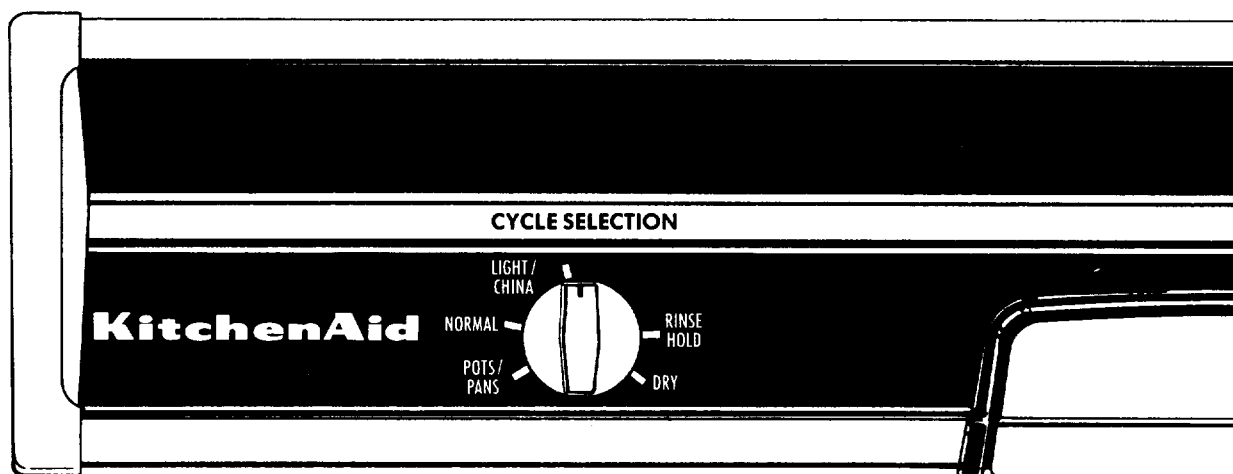 CYCLE SELECTION
LIGHT/
CHINA
KitchenAid
NORMAL
RINSE
HOLD
POTS/
PANS
DRY